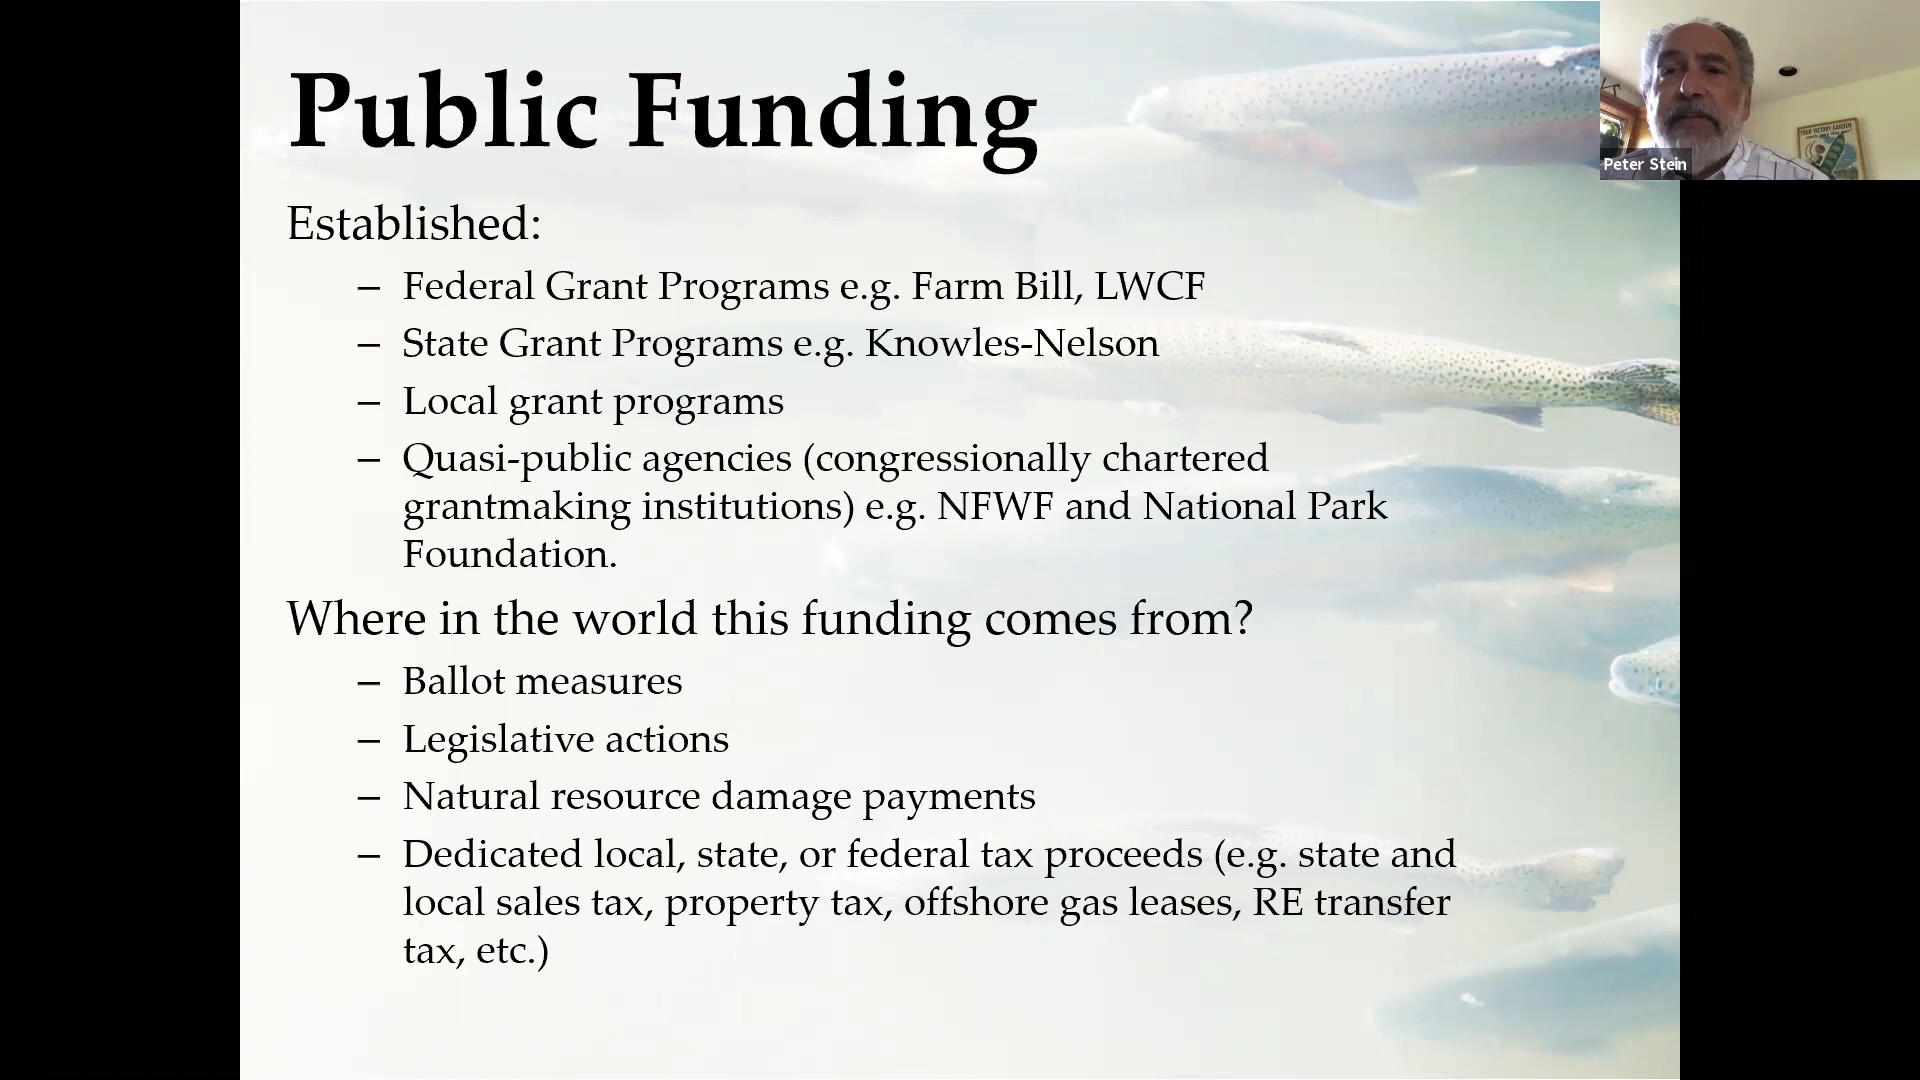 Public Funding
Established:
– Federal Grant Programs e.g. Farm Bill, LWCF
– State Grant Programs e.g. Knowles-Nelson
– Local grant programs
– Quasi-public agencies (congressionally chartered
grantmaking institutions) e.g. NFWF and National Park
Foundation.
Where in the world this funding comes from?
– Ballot measures
– Legislative actions
– Natural resource damage payments
– Dedicated local, state, or federal tax proceeds (e.g. state and
local sales tax, property tax, offshore gas leases, RE transfer
tax, etc.)
YOUR VICTORY GARDEN
Peter Stein